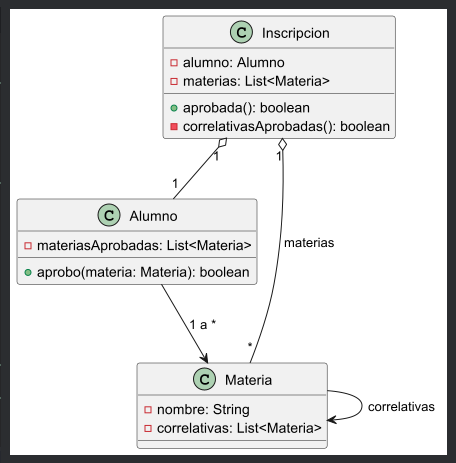 C Inscripcion
alumno: Alumno
materias: List<Materia>
aprobada(): boolean
correlativasAprobadas(): boolean
1 1
1
C Alumno
materiasAprobadas: List<Materia>
aprobo(materia: Materia): boolean
materias
1 a *
*
C Materia
nombre: String
correlativas: List<Materia>
correlativas